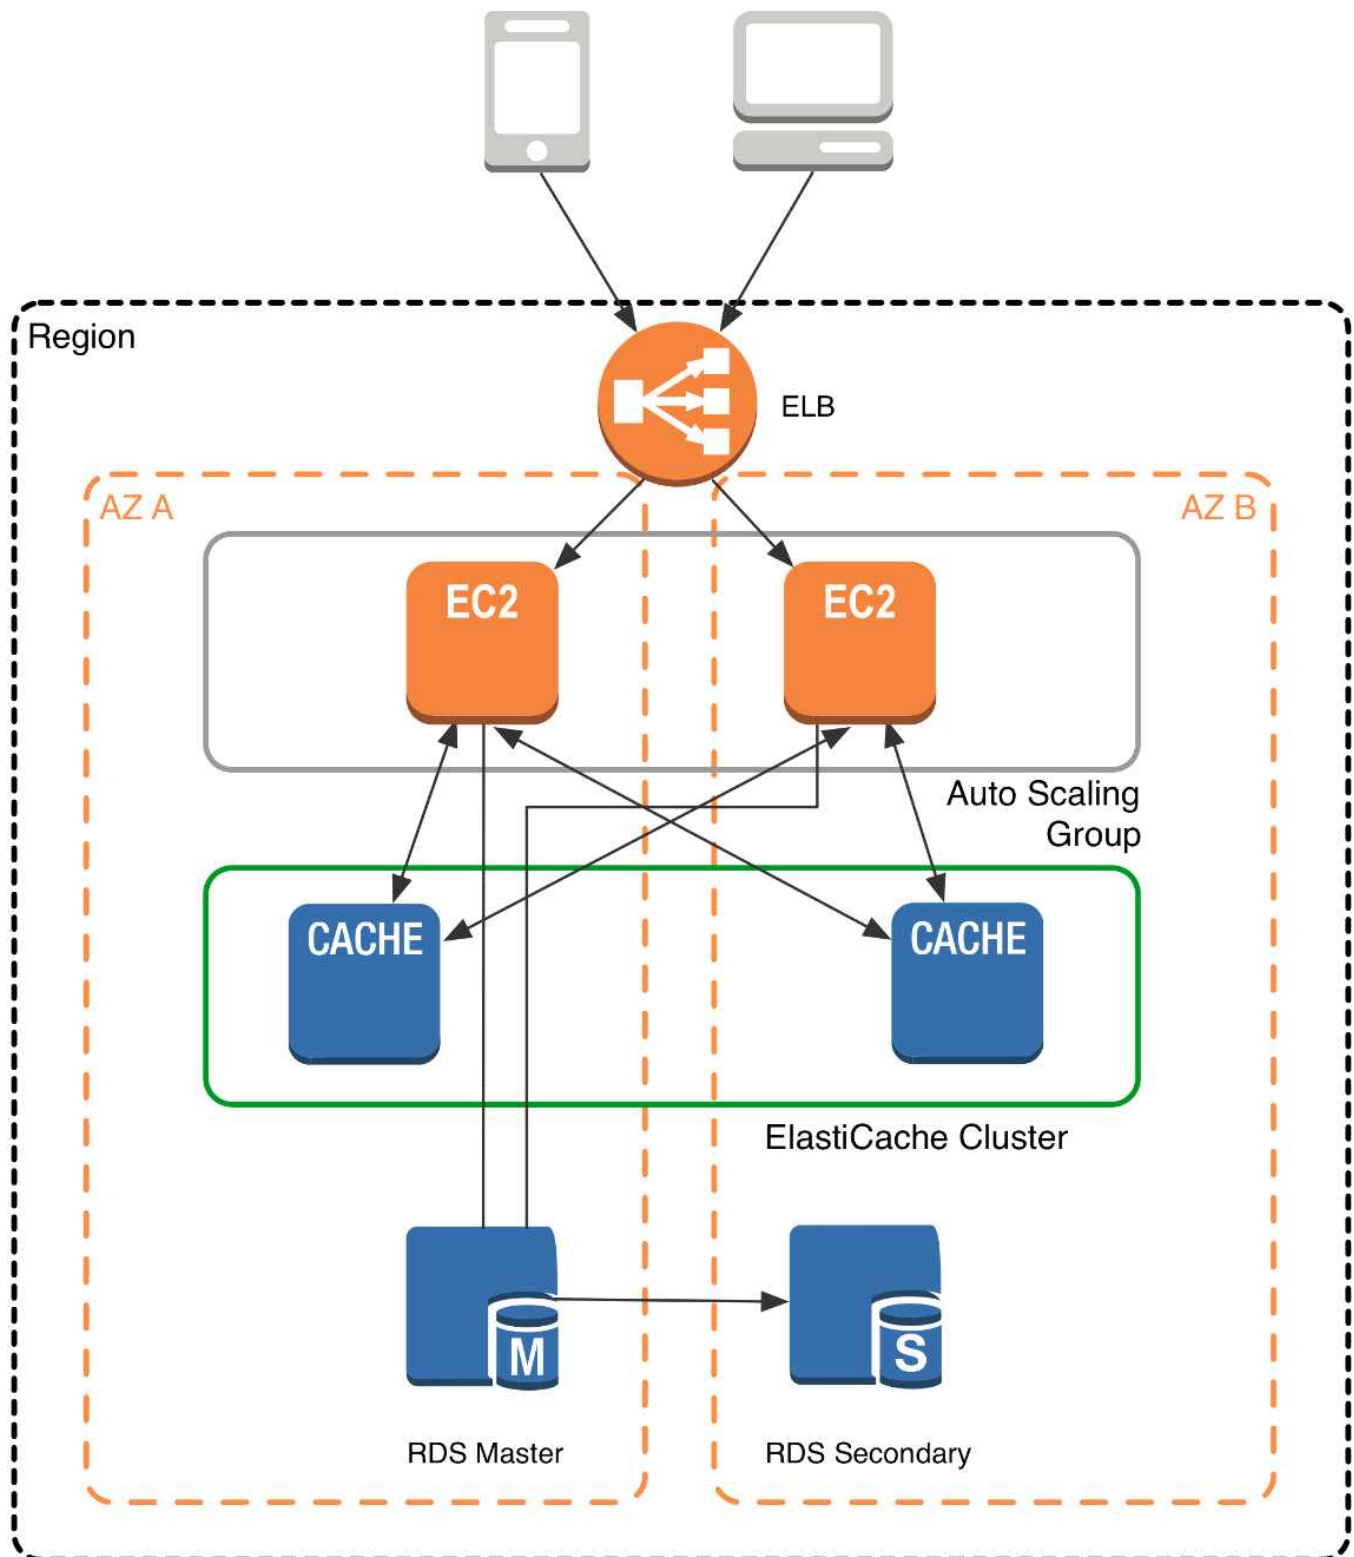 Region
ELB
AZ A
AZ B
EC2
EC2
Auto Scaling
Group
CACHE
CACHE
ElastiCache Cluster
M
S
RDS Master
RDS Secondary